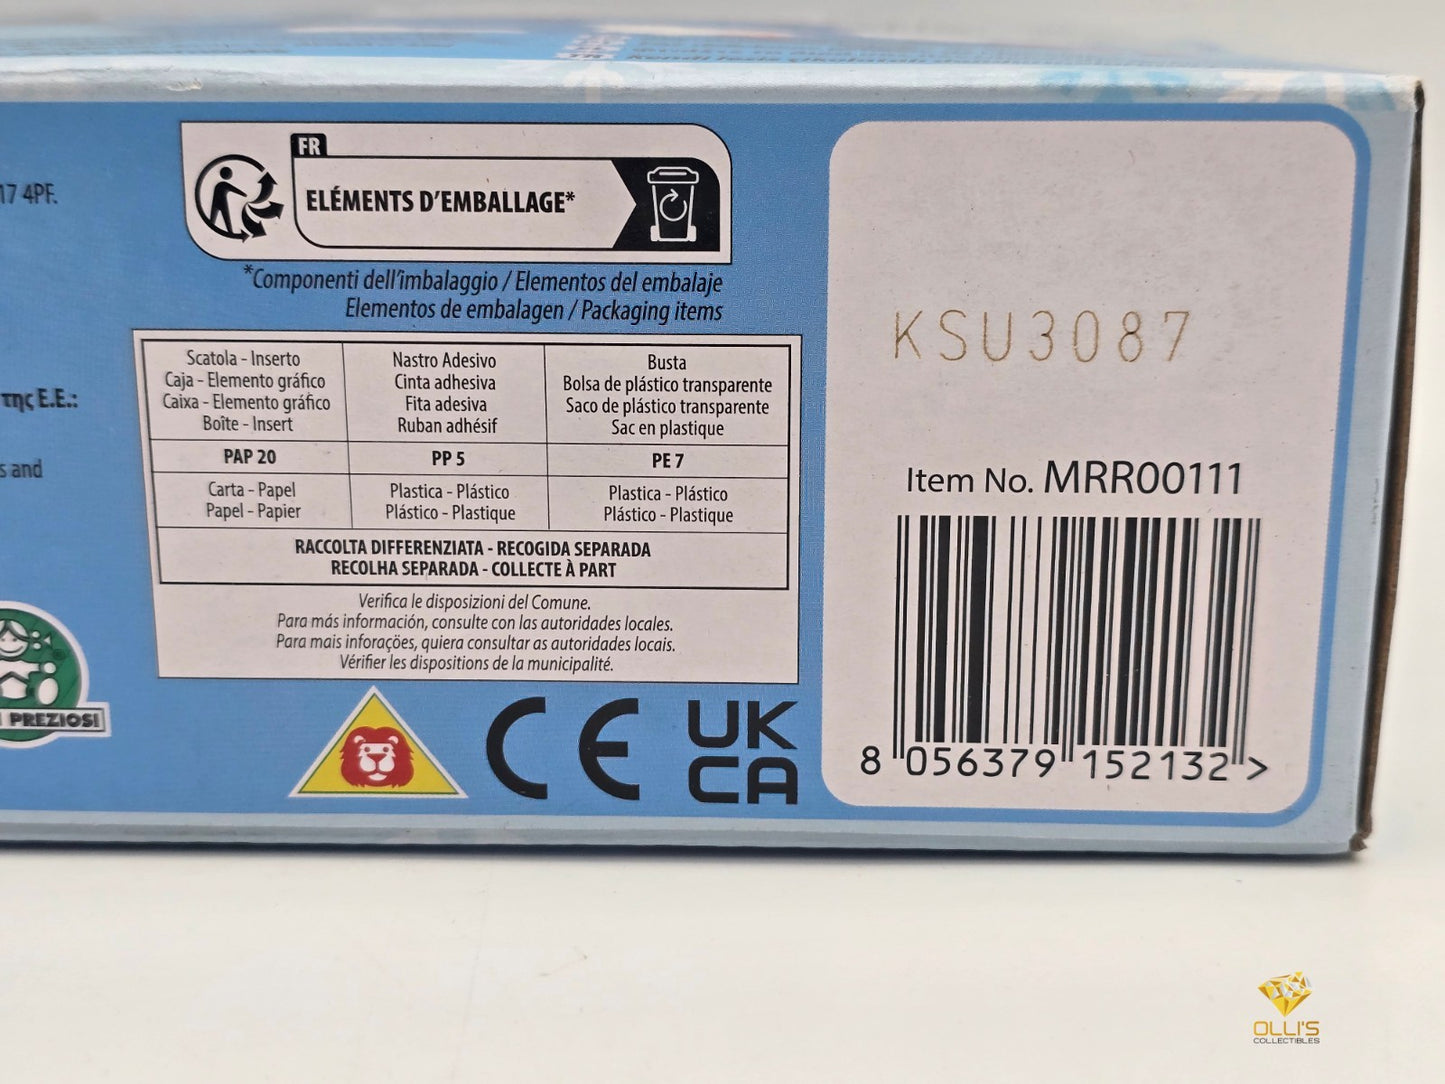 17 4PF.
της Ε.Ε.:
s and
I PREZIOSI
FR
ELÉMENTS D'EMBALLAGE*
*Componenti dell'imbalaggio / Elementos del embalaje
Elementos de embalagen / Packaging items
Scatola - Inserto
Caja - Elemento gráfico
Caixa - Elemento gráfico
Boîte - Insert
Nastro Adesivo
Cinta adhesiva
Fita adesiva
Ruban adhésif
Busta
Bolsa de plástico transparente
Saco de plástico transparente
Sac en plastique
PAP 20
PP 5
PE 7
Carta - Papel
Papel - Papier
Plastica - Plástico
Plástico - Plastique
Plastica - Plástico
Plástico - Plastique
RACCOLTA DIFFERENZIATA - RECOGIDA SEPARADA
RECOLHA SEPARADA - COLLECTE À PART
Verifica le disposizioni del Comune.
Para más información, consulte con las autoridades locales.
Para mais inforações, quiera consultar as autoridades locais.
Vérifier les dispositions de la municipalité.
CE
UK
CA
KSU3087
Item No. MRR00111
8 056379 152132 >
OLLI'S
COLLECTIBLES